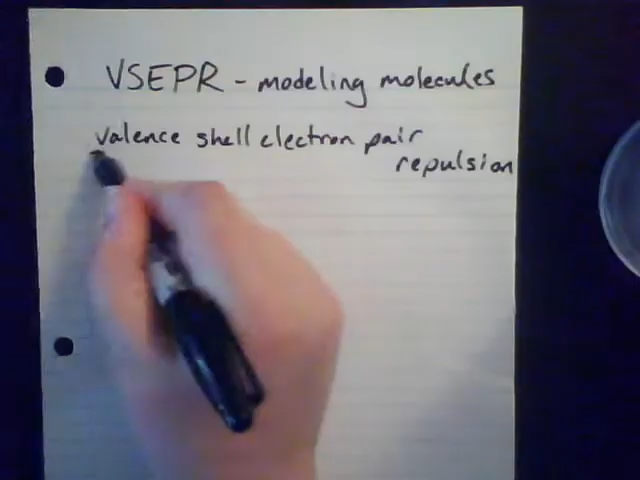 VSEPR - modeling molecules
valence shell electron pair
repulsion